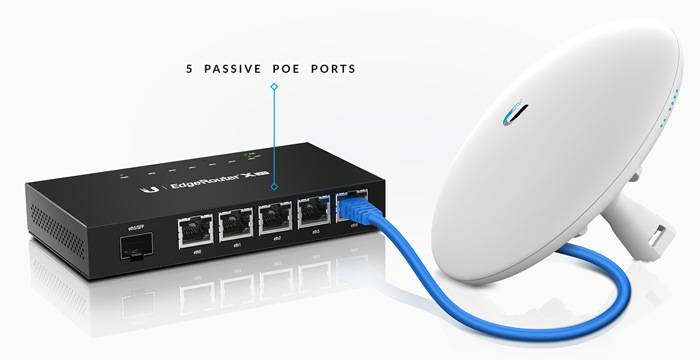 5 PASSIVE POE PORTS
EdgeRouter X
eth5/SFP
eth0
eth1
eth2
eth3
eth4